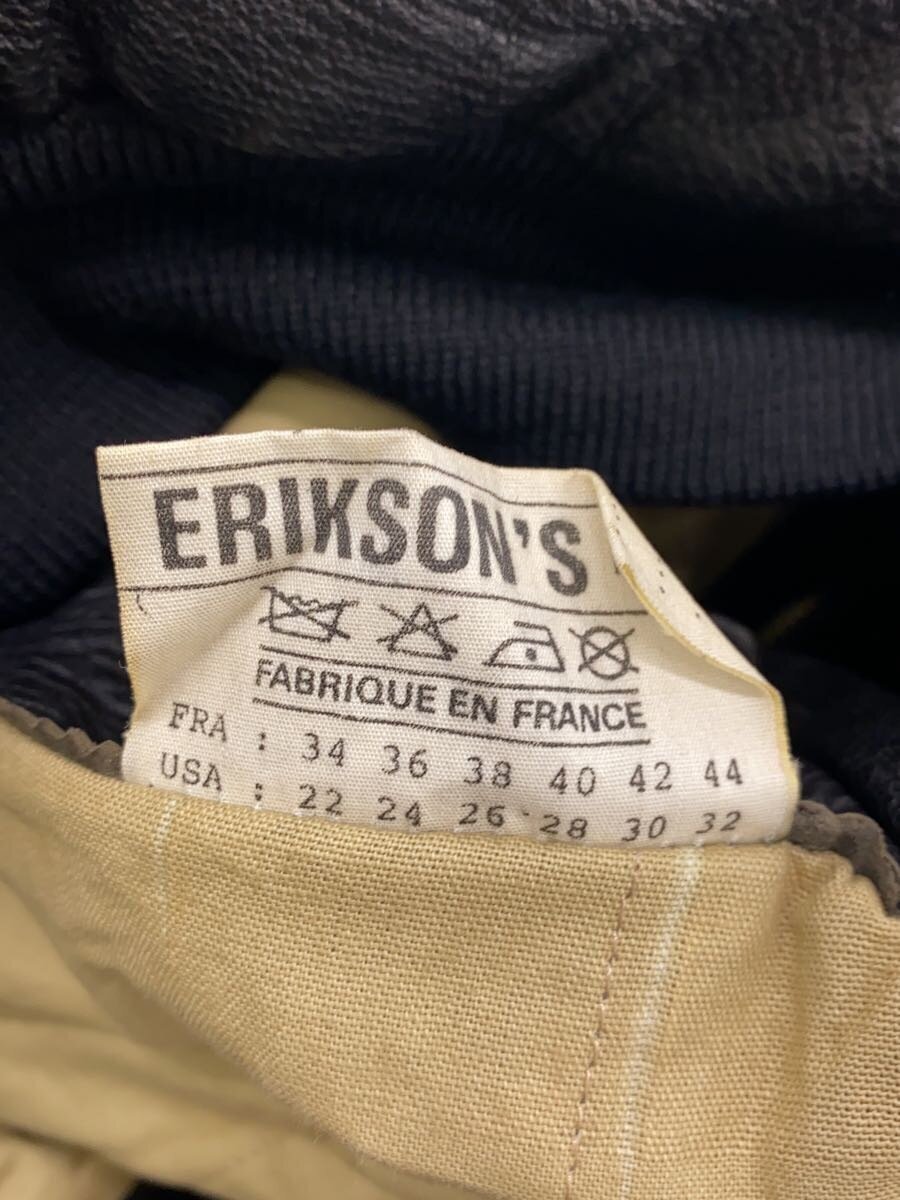 ERIKSON'S
FABRIQUE EN FRANCE
FRA : 34 36 38 40 42 44
USA : 22 24 26 28 30 32